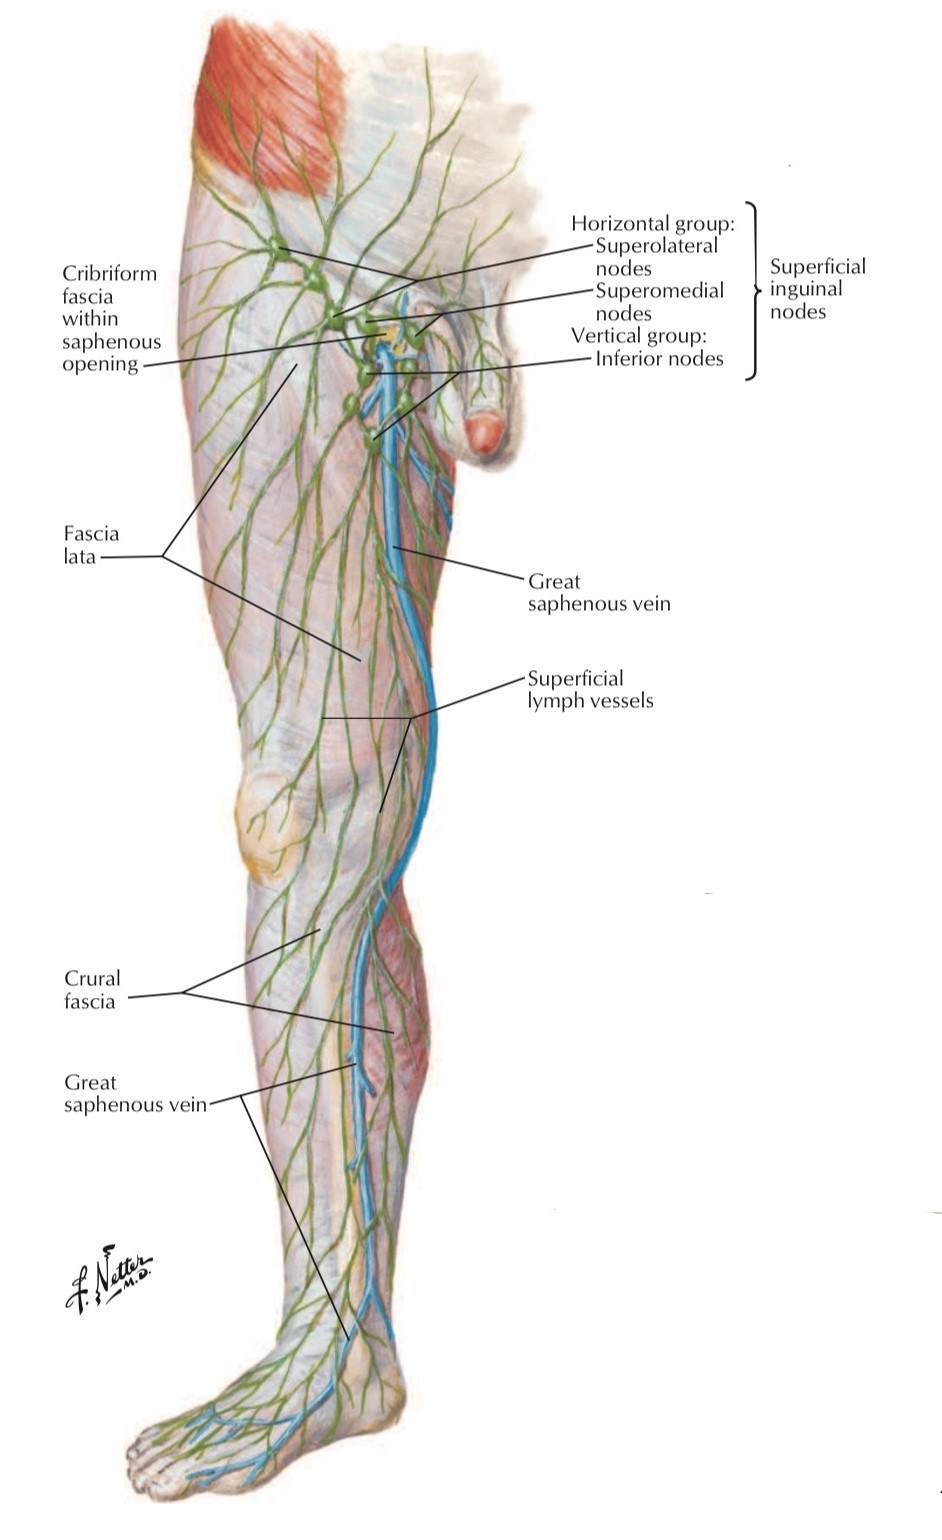 Horizontal group:
Superolateral
nodes
Superomedial
nodes
Vertical group:
Inferior nodes
Superficial
inguinal
nodes
Cribriform
fascia
within
saphenous
opening
Fascia
lata
Great
saphenous vein
Superficial
lymph vessels
Crural
fascia
Great
saphenous vein
F. Netter
M.D.